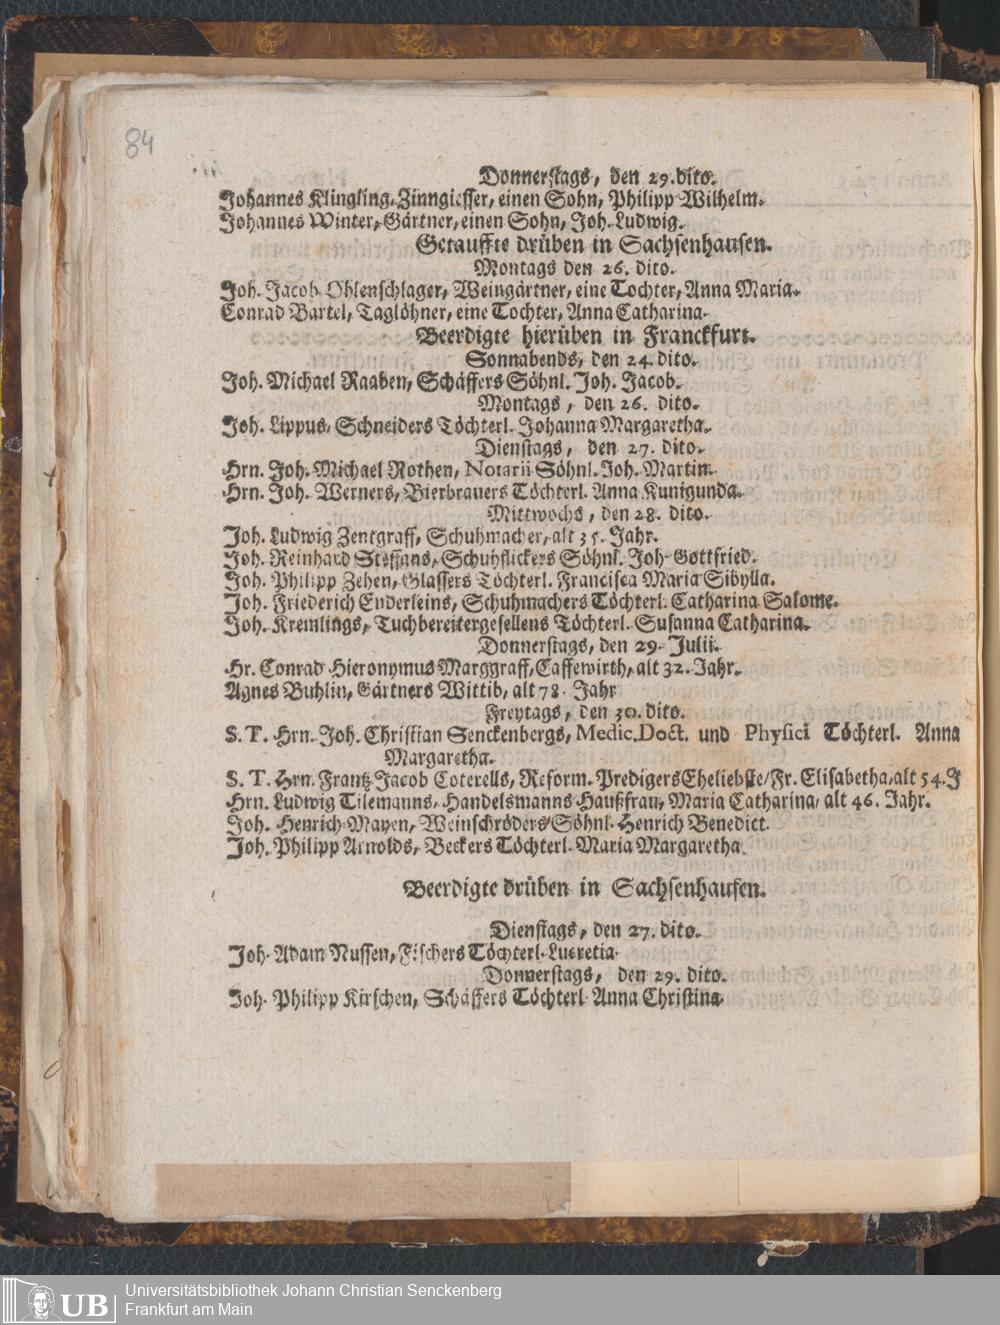 84
Donnerstags, den 29. dito.
Johannes Klingling, Zinngiesser, einen Sohn, Philipp Wilhelm.
Johannes Winter, Gärtner, einen Sohn, Joh. Ludwig.
Getauffte drüben in Sachsenhausen.
Montags den 26. dito.
Joh. Jacob Ohlenschlager, Weingärtner, eine Tochter, Anna Maria.
Conrad Bartel, Taglöhner, eine Tochter, Anna Catharina.
Beerdigte hierüben in Franckfurt.
Sonnabends, den 24. dito.
Joh. Michael Raaben, Schäffers Söhnl. Joh. Jacob.
Montags, den 26. dito.
Joh. Lippus, Schneiders Töchterl. Johanna Margaretha.
Dienstags, den 27. dito.
Hrn. Joh. Michael Rothen, Notarii Söhnl. Joh. Martin.
Hrn. Joh. Werners, Bierbrauers Töchterl. Anna Kunigunda.
Mittwochs, den 28. dito.
Joh. Ludwig Zentgraff, Schuhmacher, alt 35. Jahr.
Joh. Reinhard Steffans, Schuhflickers Söhnl. Joh. Gottfried.
Joh. Philipp Zehen, Glassers Töchterl. Francisca Maria Sibylla.
Joh. Friederich Enderleins, Schuhmachers Töchterl. Catharina Salome.
Joh. Kremlings, Tuchbereitergesellens Töchterl. Susanna Catharina.
Donnerstags, den 29. Julii.
Hr. Conrad Hieronymus Marggraff, Caffewirth, alt 32. Jahr.
Agnes Buhlin, Gärtners Wittib, alt 78. Jahr
Freytags, den 30. dito.
S. T. Hrn. Joh. Christian Senckenbergs, Medic. Doct. und Physici Töchterl. Anna
Margaretha.
S. T. Hrn. Frantz Jacob Coterells, Reform. Predigers Eheliebste/ Fr. Elisabetha, alt 54. J
Hrn. Ludwig Tilemanns, Handelsmanns Haußfrau, Maria Catharina, alt 46. Jahr.
Joh. Henrich Mayen, Weinschröders Söhnl. Henrich Benedict.
Joh. Philipp Arnolds, Beckers Töchterl. Maria Margaretha.
Beerdigte drüben in Sachsenhausen.
Dienstags, den 27. dito.
Joh. Adam Nussen, Fischers Töchterl. Lucretia.
Donnerstags, den 29. dito.
Joh. Philipp Kirschen, Schäffers Töchterl. Anna Christina.
UB
Universitätsbibliothek Johann Christian Senckenberg
Frankfurt am Main